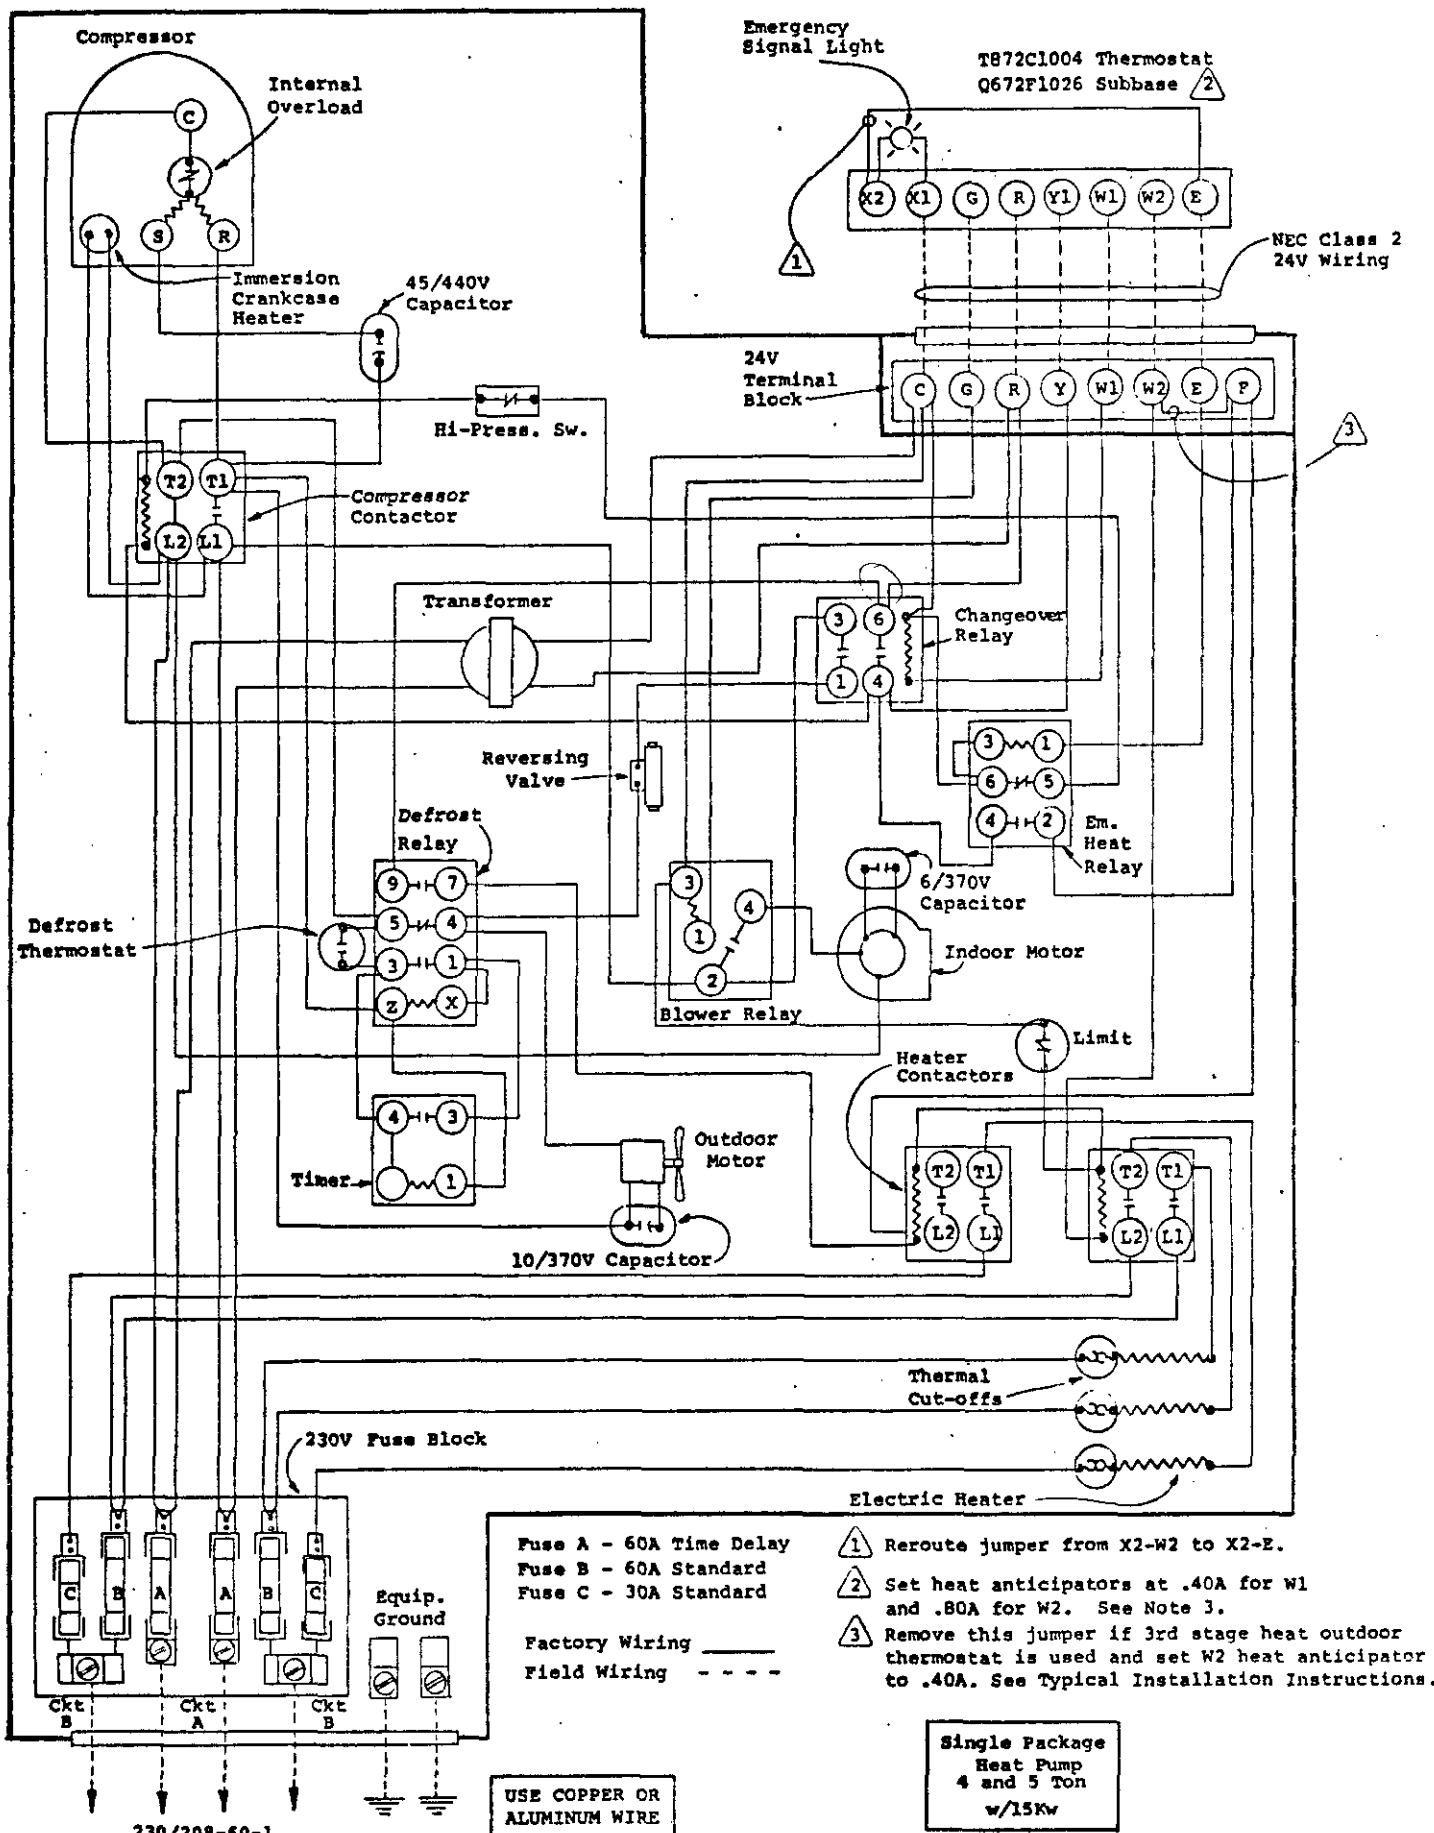 Compressor
Internal
Overload
C
S
R
Immersion
Crankcase
Heater
45/440V
Capacitor
Hi-Press. Sw.
T2
T1
L2
L1
Compressor
Contactor
Transformer
Emergency
Signal Light
T872C1004 Thermostat
Q672F1026 Subbase
2
X2
X1
G
R
Y1
W1
W2
E
1
NEC Class 2
24V Wiring
24V
Terminal
Block
C
G
R
Y
W1
W2
E
F
3
3
6
1
4
Changeover
Relay
Reversing
Valve
3
1
6
5
4
2
Em.
Heat
Relay
Defrost
Relay
9
7
5
4
3
1
Z
X
Defrost
Thermostat
3
4
1
2
Blower Relay
6/370V
Capacitor
Indoor Motor
Limit
Heater
Contactors
4
3
Timer
1
Outdoor
Motor
10/370V Capacitor
T2
T1
L2
L1
T2
T1
L2
L1
Thermal
Cut-offs
Electric Heater
230V Fuse Block
C
B
A
A
B
C
Equip.
Ground
Ckt
B
Ckt
A
Ckt
B
230/208-60-1
Fuse A - 60A Time Delay
Fuse B - 60A Standard
Fuse C - 30A Standard
Factory Wiring
Field Wiring
1 Reroute jumper from X2-W2 to X2-E.
2 Set heat anticipators at .40A for W1
and .80A for W2. See Note 3.
3 Remove this jumper if 3rd stage heat outdoor
thermostat is used and set W2 heat anticipator
to .40A. See Typical Installation Instructions.
USE COPPER OR
ALUMINUM WIRE
Single Package
Heat Pump
4 and 5 Ton
w/15Kw